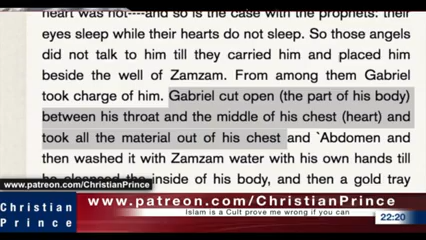 heart was not----and so is the case with the prophets: their
eyes sleep while their hearts do not sleep. So those angels
did not talk to him till they carried him and placed him
beside the well of Zamzam. From among them Gabriel
took charge of him. Gabriel cut open (the part of his body)
between his throat and the middle of his chest (heart) and
took all the material out of his chest and `Abdomen and
then washed it with Zamzam water with his own hands till
he cleansed the inside of his body, and then a gold tray
www.patreon.com/ChristianPrince
www.patreon.com/ChristianPrince
Christian
Prince
Islam is a Cult prove me wrong if you can
22:20